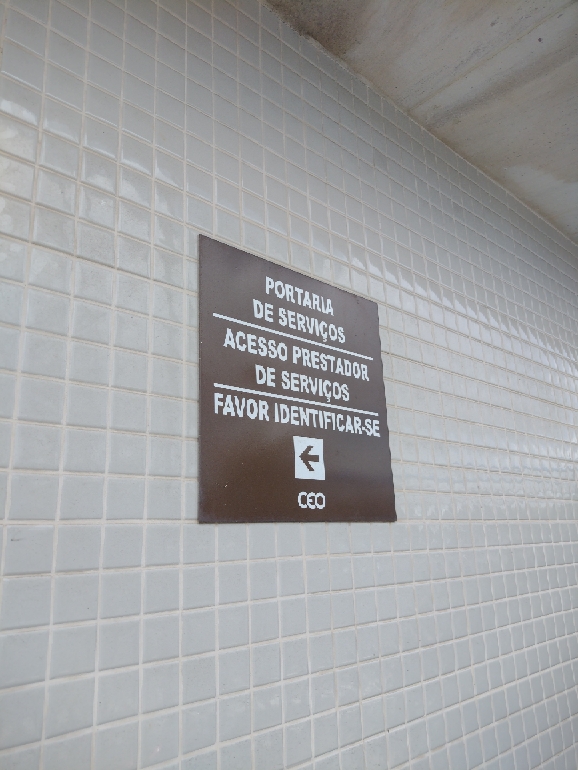 PORTARIA
DE SERVIÇOS
ACESSO PRESTADOR
DE SERVIÇOS
FAVOR IDENTIFICAR-SE
CEO